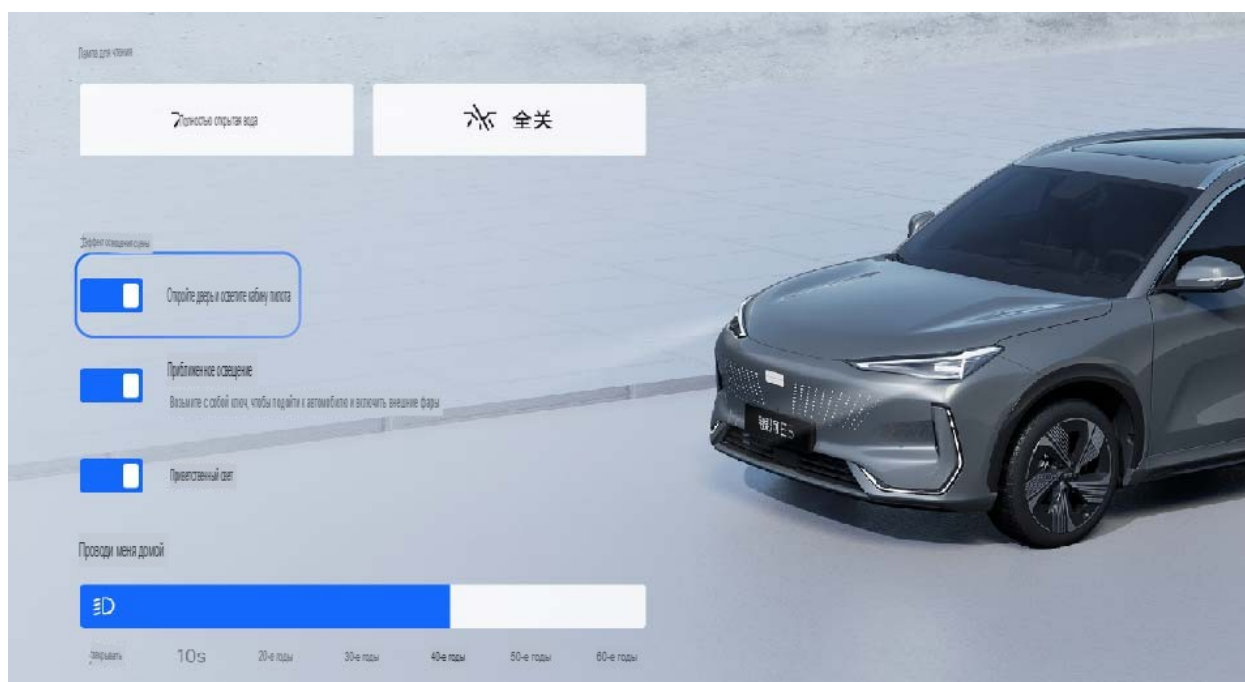 Лампа для чтения
Полностью открытая вода
全关
Эффект освещения сцены
Откройте дверь и осветите кабину пилота
Приближенное освещение
Возьмите с собой ключ, чтобы подойти к автомобилю и включить внешние фары
Приветственный свет
Проводи меня домой
закрывать
10s
20-е годы
30-е годы
40-е годы
50-е годы
60-е годы